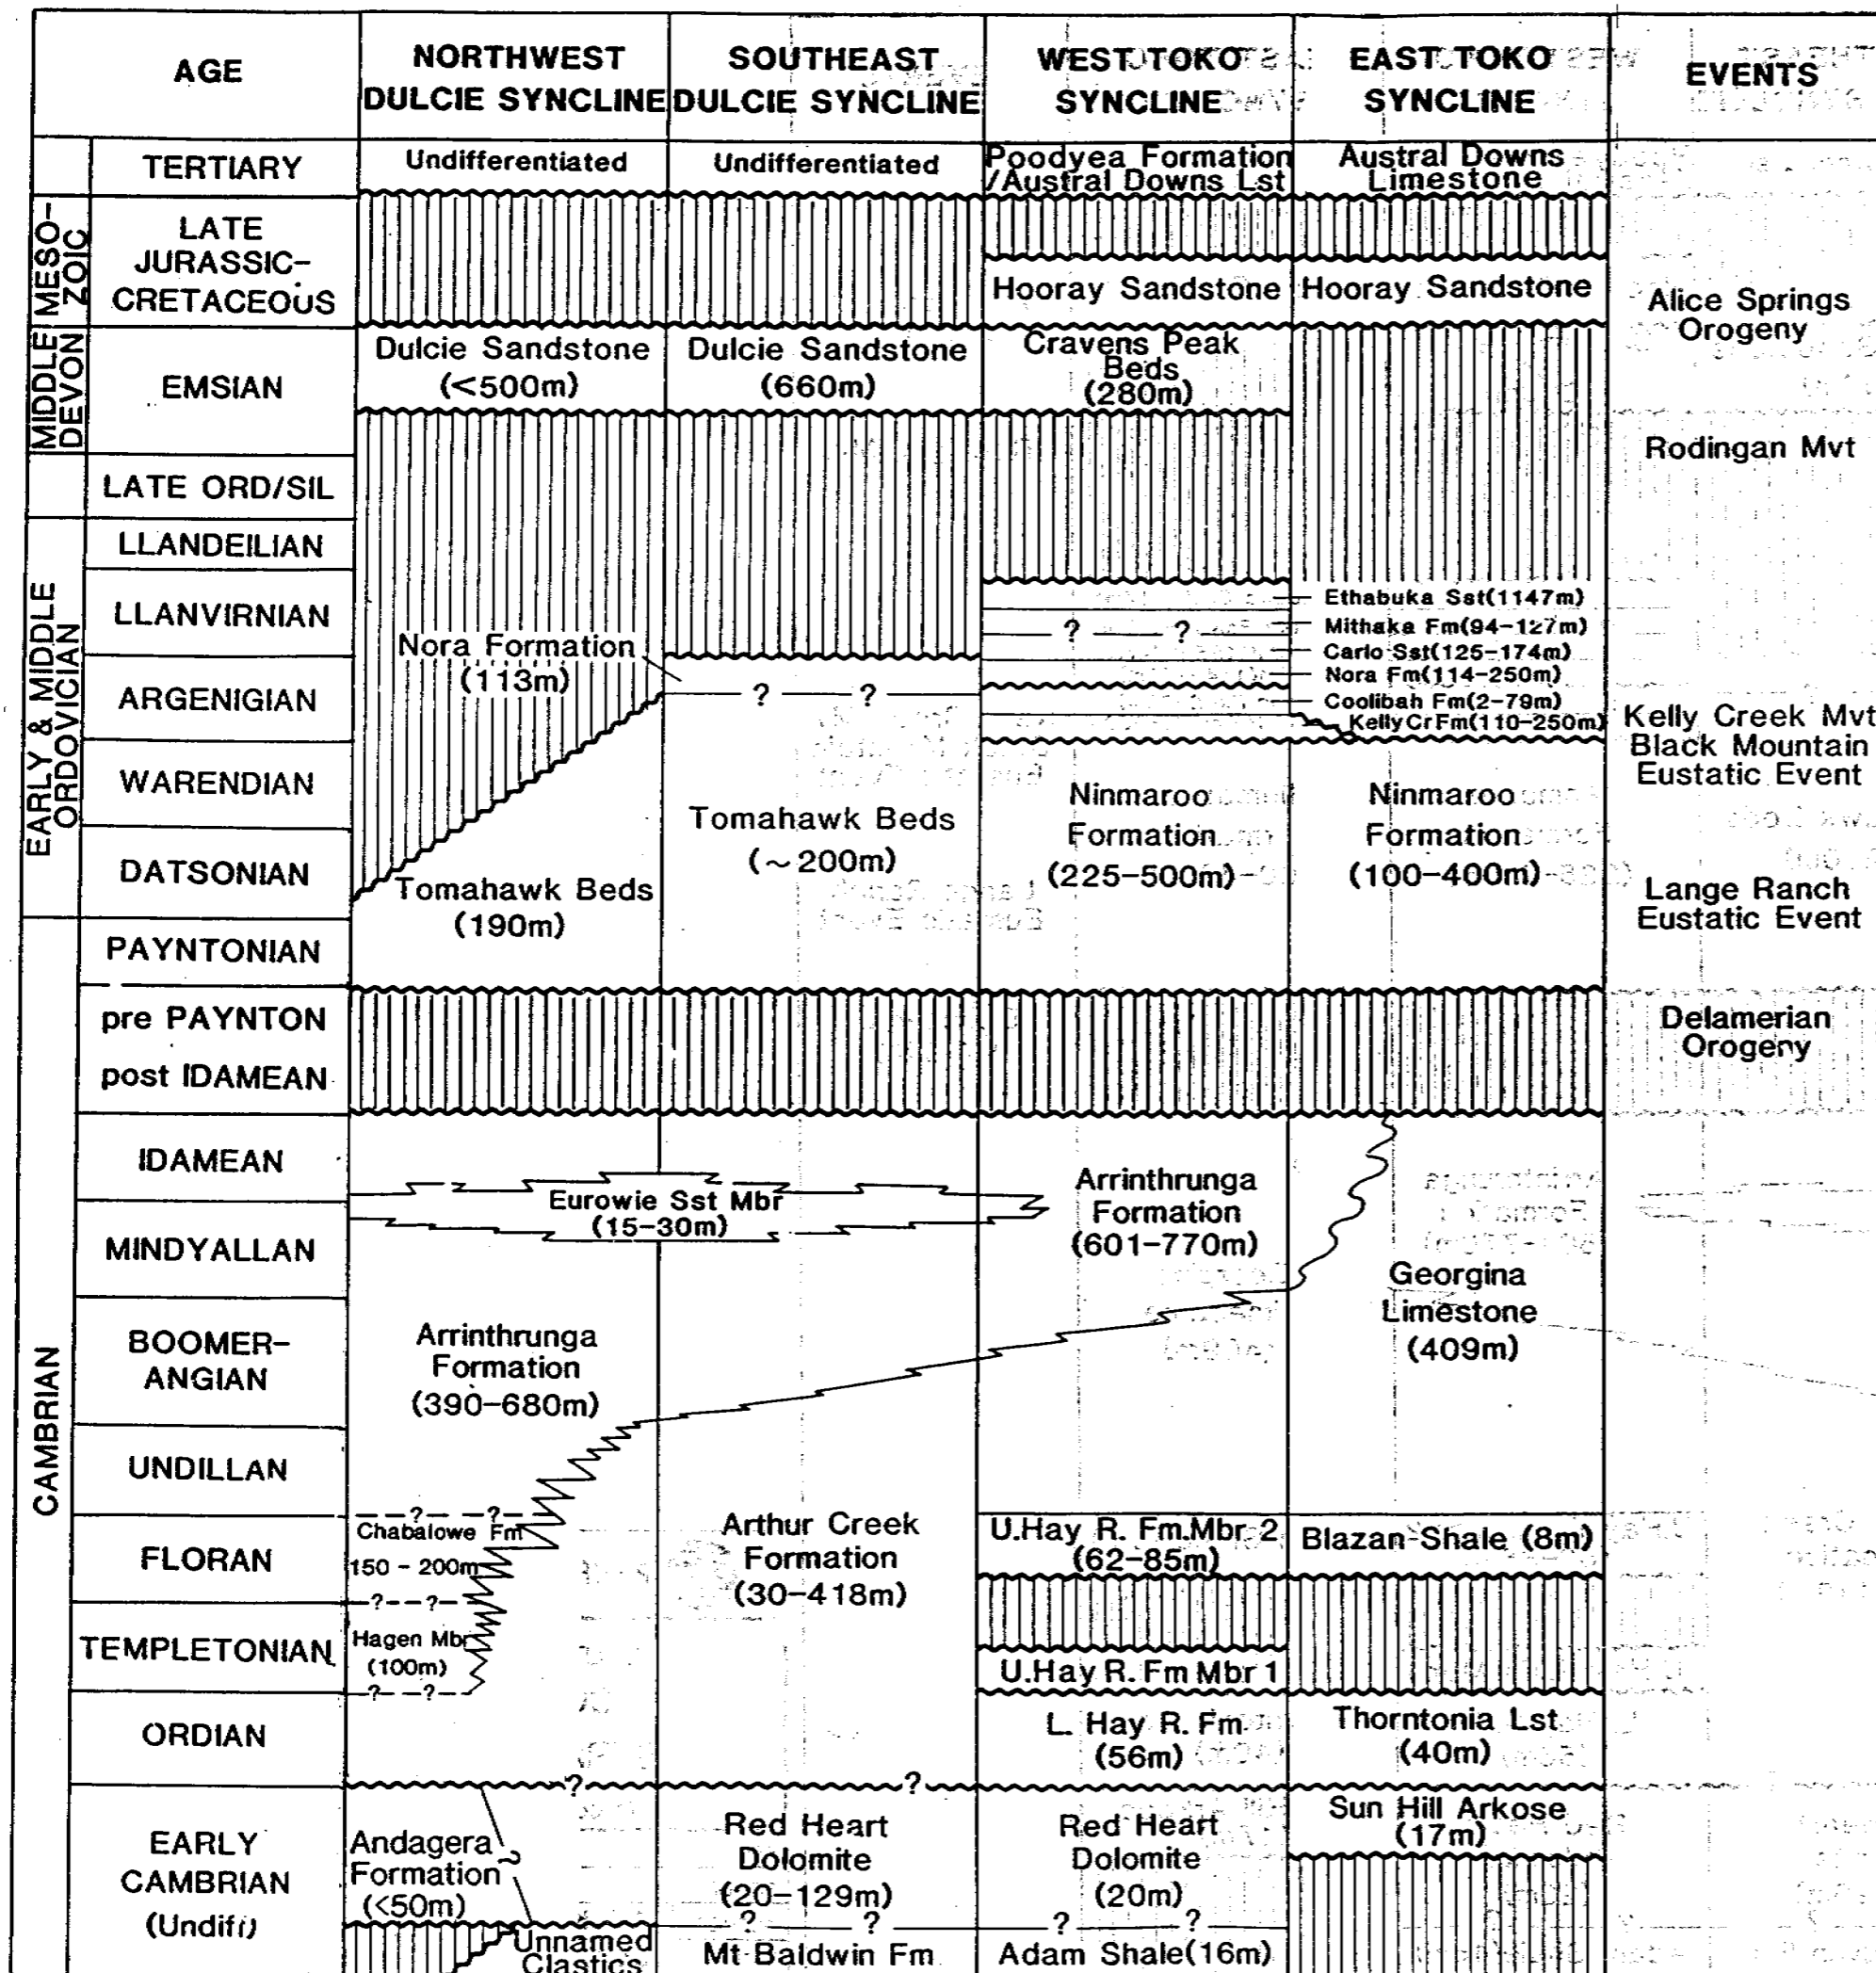 AGE
NORTHWEST
DULCIE SYNCLINE
SOUTHEAST
DULCIE SYNCLINE
WEST TOKO
SYNCLINE
EAST TOKO
SYNCLINE
EVENTS
TERTIARY
Undifferentiated
Undifferentiated
Poodyea Formation
/Austral Downs Lst
Austral Downs
Limestone
MESO-
ZOIC
LATE
JURASSIC-
CRETACEOUS
Hooray Sandstone
Hooray Sandstone
Alice Springs
Orogeny
MIDDLE
DEVON
EMSIAN
Dulcie Sandstone
(<500m)
Dulcie Sandstone
(660m)
Cravens Peak
Beds
(280m)
Rodingan Mvt
LATE ORD/SIL
EARLY & MIDDLE
ORDOVICIAN
LLANDEILIAN
LLANVIRNIAN
? ?
Ethabuka Sst(1147m)
Mithaka Fm(94-127m)
Carlo Sst(125-174m)
Nora Fm(114-250m)
Coolibah Fm(2-79m)
Kelly Cr Fm(110-250m)
ARGENIGIAN
Nora Formation
(113m)
? ?
Kelly Creek Mvt
Black Mountain
Eustatic Event
WARENDIAN
Tomahawk Beds
(~200m)
Ninmaroo
Formation
(225-500m)
Ninmaroo
Formation
(100-400m)
DATSONIAN
Tomahawk Beds
(190m)
Lange Ranch
Eustatic Event
CAMBRIAN
PAYNTONIAN
pre PAYNTON
post IDAMEAN
Delamerian
Orogeny
IDAMEAN
Eurowie Sst Mbr
(15-30m)
Arrinthrunga
Formation
(601-770m)
MINDYALLAN
Georgina
Limestone
(409m)
BOOMER-
ANGIAN
Arrinthrunga
Formation
(390-680m)
UNDILLAN
? ?
FLORAN
Chabalowe Fm
150 - 200m
Arthur Creek
Formation
(30-418m)
U.Hay R. Fm.Mbr 2
(62-85m)
Blazan Shale (8m)
? ?
TEMPLETONIAN
Hagen Mbr
(100m)
? ?
U.Hay R. Fm Mbr 1
ORDIAN
L. Hay R. Fm
(56m)
Thorntonia Lst
(40m)
? ?
EARLY
CAMBRIAN
(Undiff)
Andagera
Formation
(<50m)
?
Red Heart
Dolomite
(20-129m)
Red Heart
Dolomite
(20m)
Sun Hill Arkose
(17m)
? ?
? ?
Unnamed
Clastics
Mt Baldwin Fm
Adam Shale(16m)